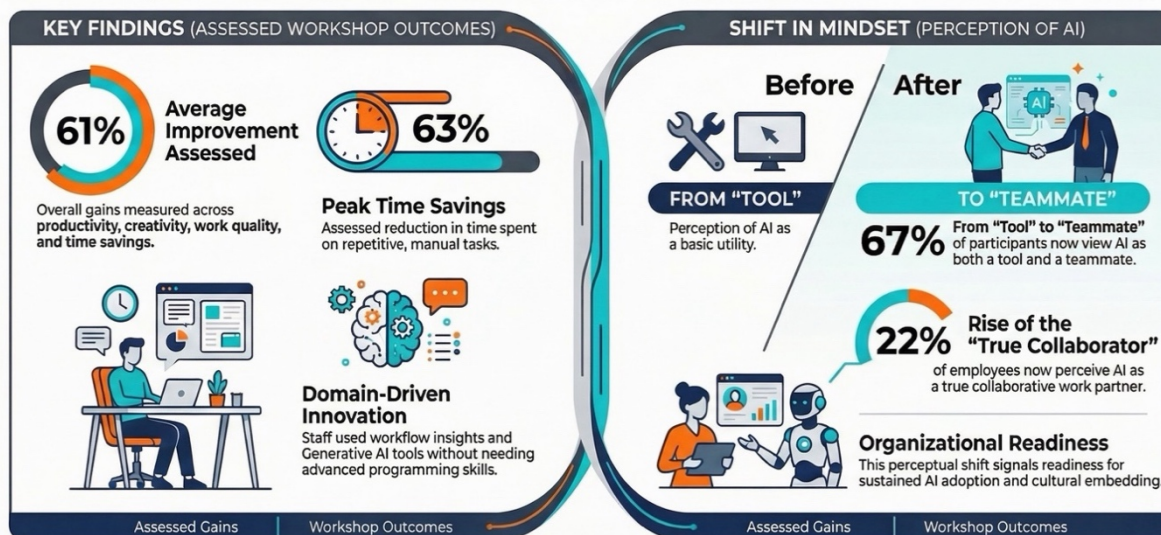 KEY FINDINGS (ASSESSED WORKSHOP OUTCOMES)
61%
Average
Improvement
Assessed
Overall gains measured across
productivity, creativity, work quality,
and time savings.
63%
Peak Time Savings
Assessed reduction in time spent
on repetitive, manual tasks.
Domain-Driven
Innovation
Staff used workflow insights and
Generative AI tools without needing
advanced programming skills.
Assessed Gains
Workshop Outcomes
SHIFT IN MINDSET (PERCEPTION OF AI)
Before
After
AI
FROM “TOOL”
Perception of AI as
a basic utility.
TO “TEAMMATE”
67%
From “Tool” to “Teammate”
of participants now view AI as
both a tool and a teammate.
22%
Rise of the
“True Collaborator”
of employees now perceive AI as
a true collaborative work partner.
Organizational Readiness
This perceptual shift signals readiness for
sustained AI adoption and cultural embedding
Assessed Gains
Workshop Outcomes